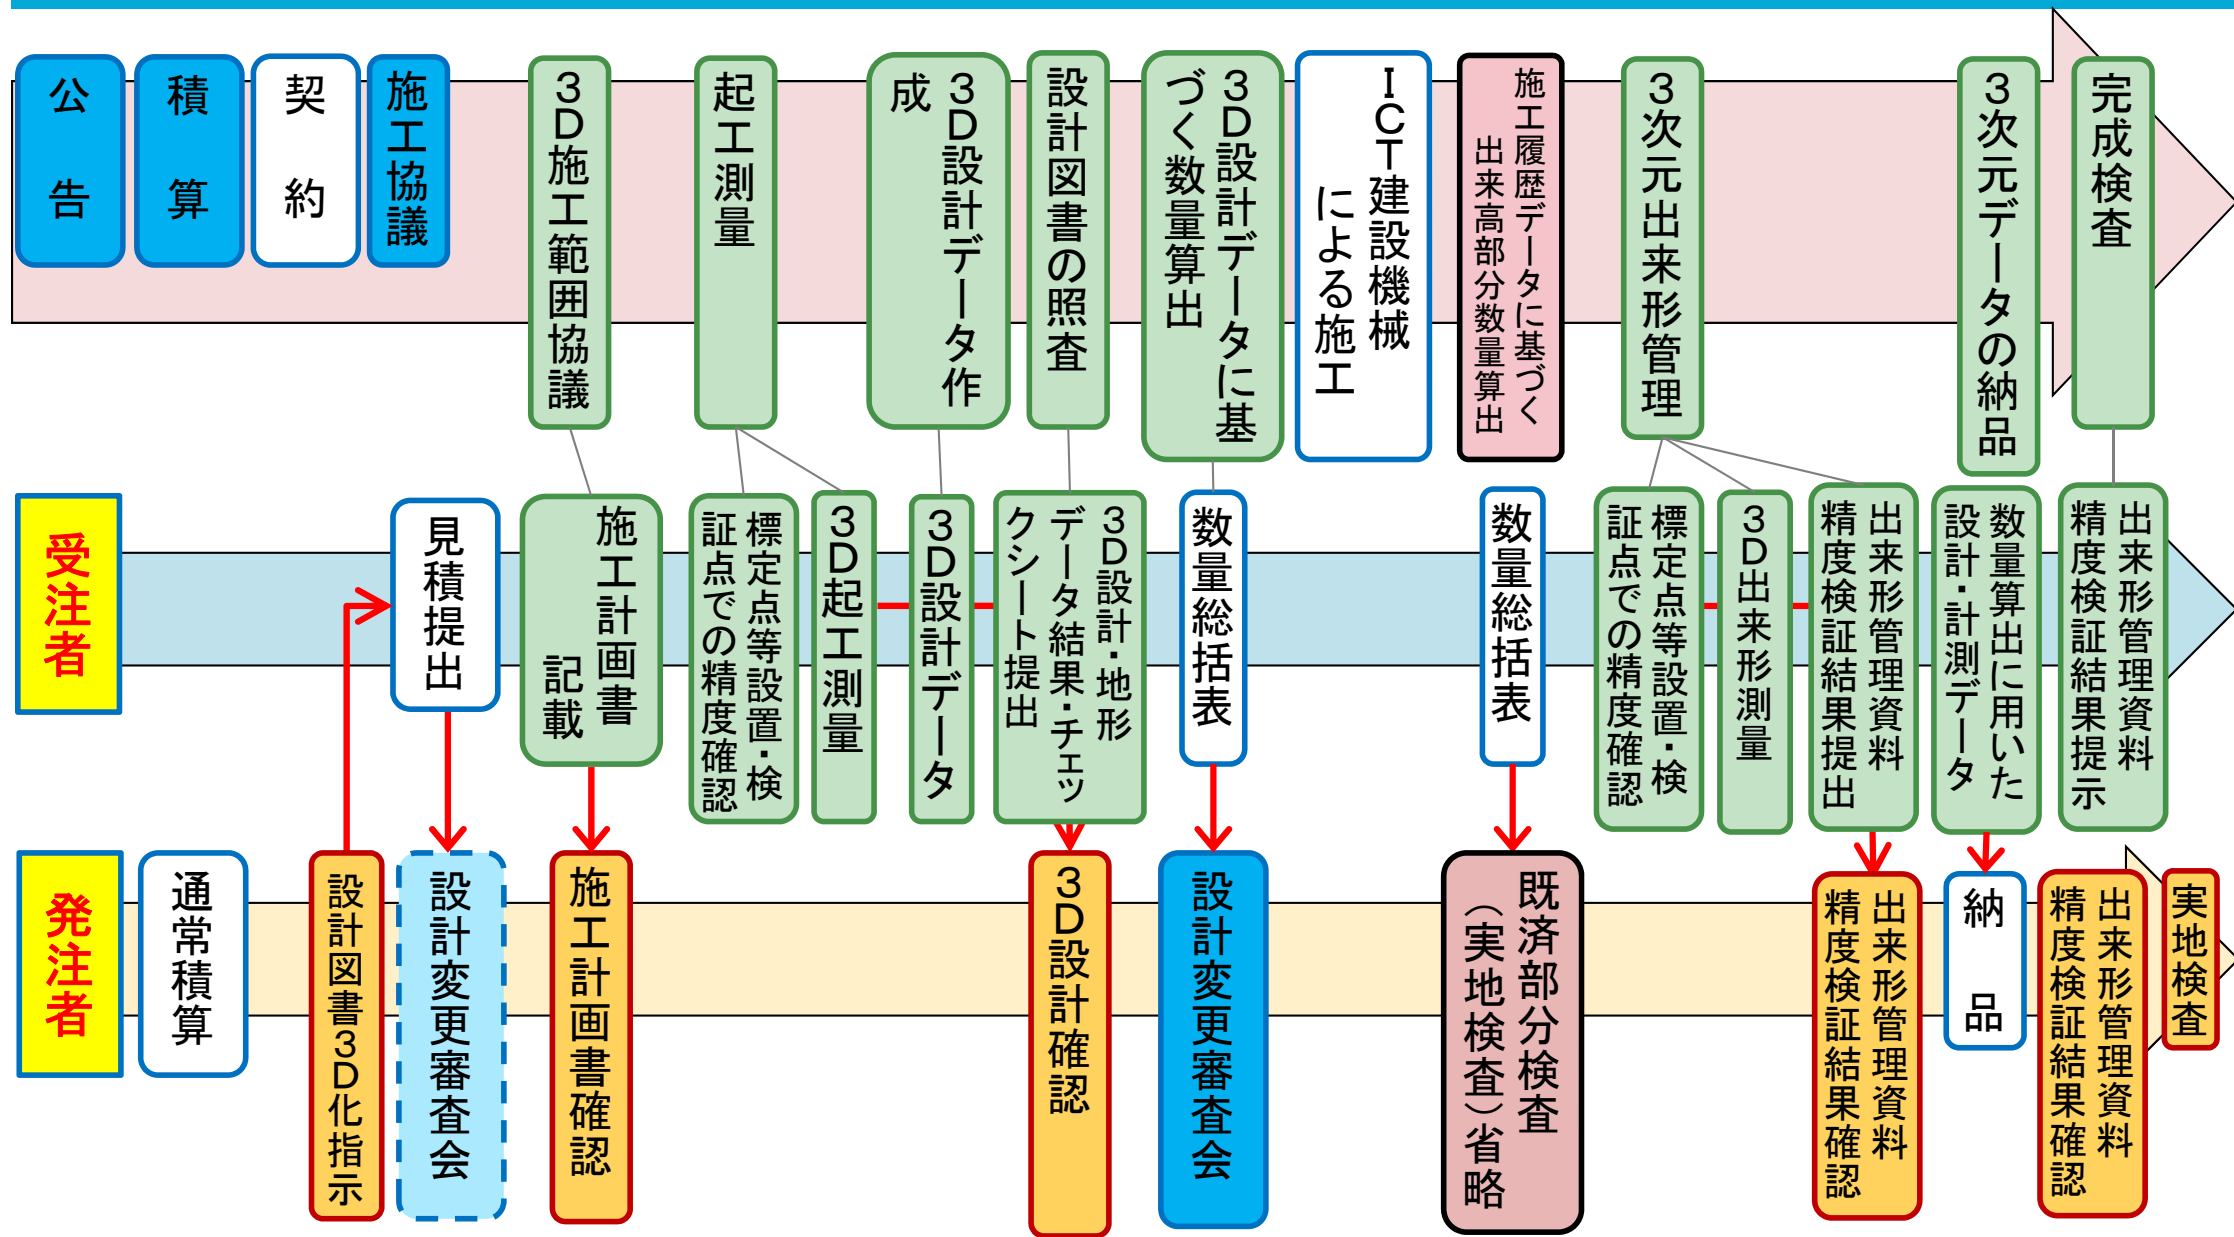 公告
積算
契約
施工協議
3D施工範囲協議
起工測量
3D設計データ作
成
設計図書の照査
3D設計データに基
づく数量算出
ICT建設機械
による施工
施工履歴データに基づく
出来高部分数量算出
3次元出来形管理
3次元データの納品
完成検査
受注者
見積提出
施工計画書
記載
標定点等設置・検
証点での精度確認
3D起工測量
3D設計データ
3D設計・地形
データ結果・チェッ
クシート提出
数量総括表
数量総括表
標定点等設置・検
証点での精度確認
3D出来形測量
出来形管理資料
精度検証結果提出
数量算出に用いた
設計・計測データ
出来形管理資料
精度検証結果提示
発注者
通常積算
設計図書3D化指示
設計変更審査会
施工計画書確認
3D設計確認
設計変更審査会
既済部分検査
（実地検査）省略
出来形管理資料
精度検証結果確認
納品
出来形管理資料
精度検証結果確認
実地検査